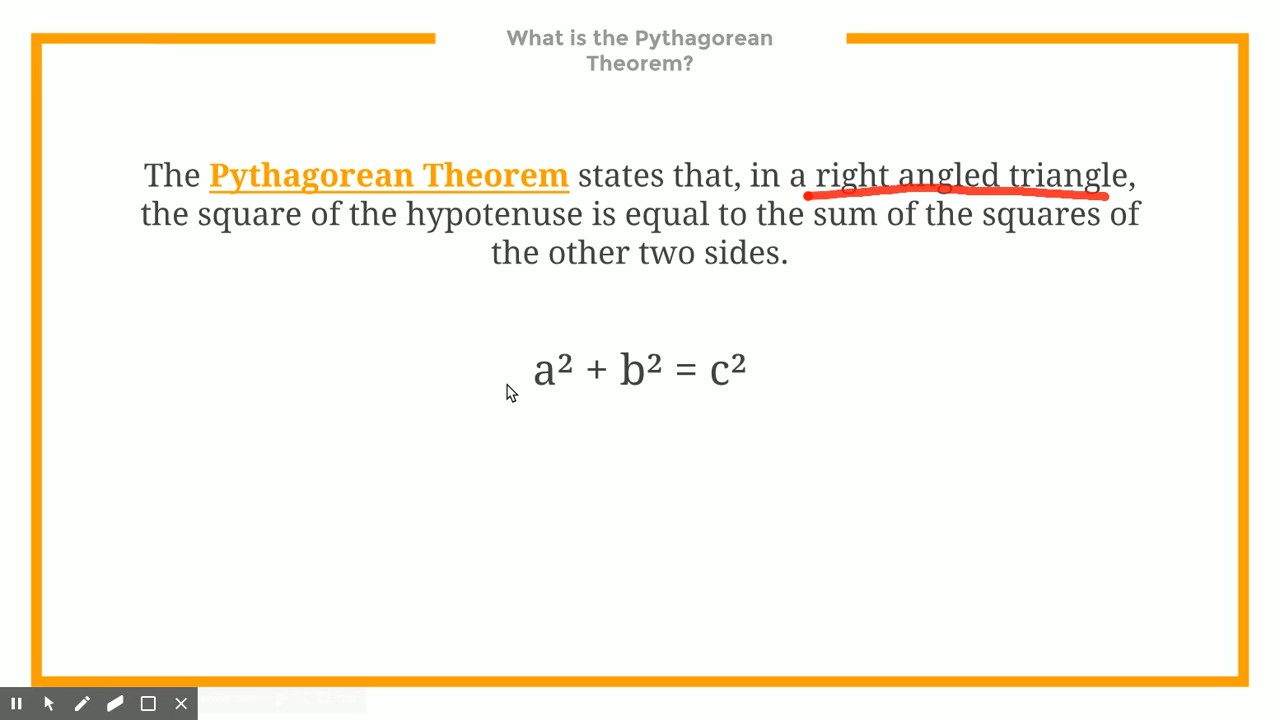 What is the Pythagorean
Theorem?
The Pythagorean Theorem states that, in a right angled triangle,
the square of the hypotenuse is equal to the sum of the squares of
the other two sides.
a² + b² = c²